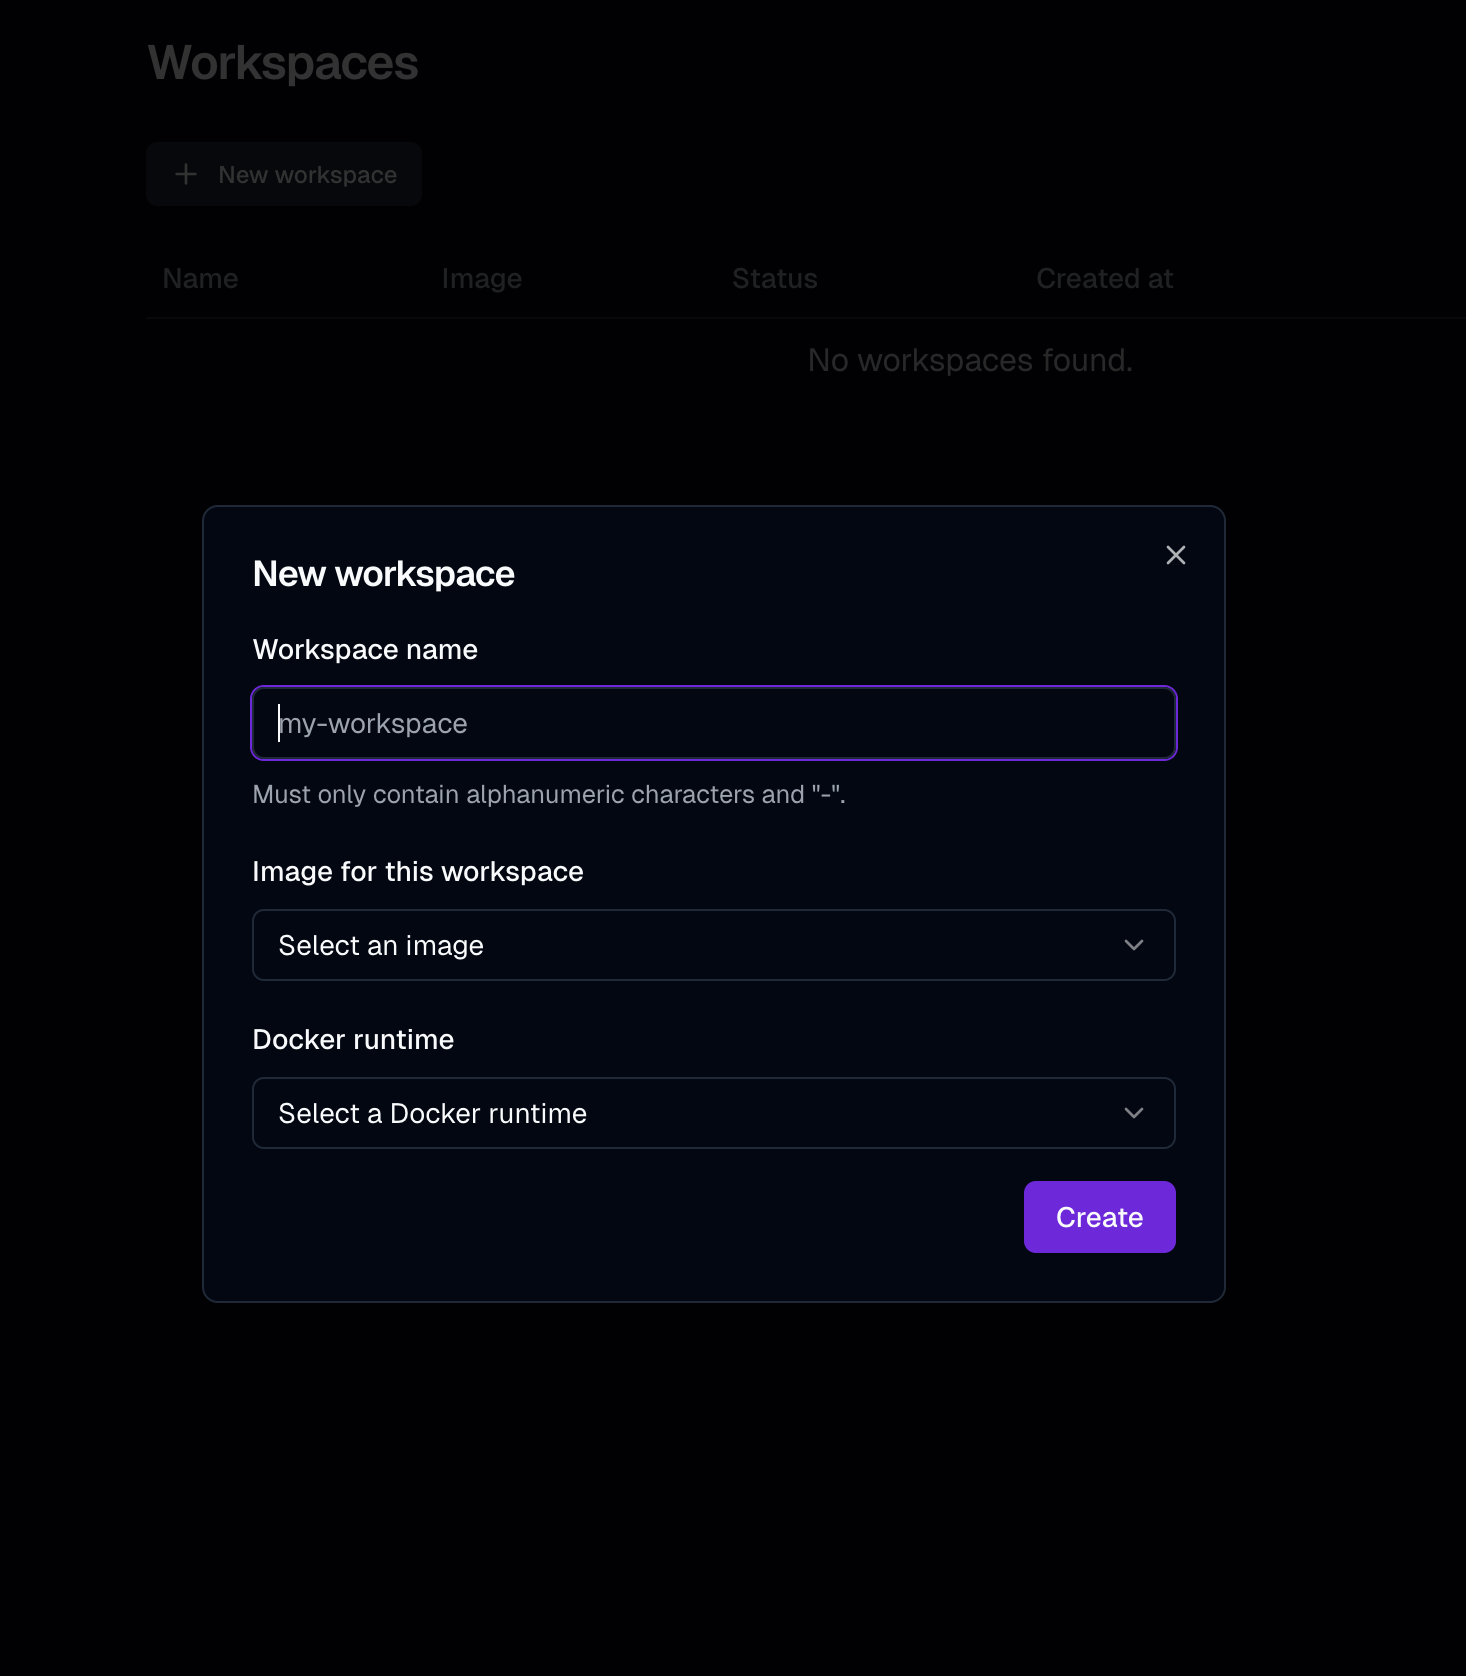 Workspaces
New workspace
Name Image Status Created at
No workspaces found.
New workspace
Workspace name
my-workspace
Must only contain alphanumeric characters and "-".
Image for this workspace
Select an image
Docker runtime
Select a Docker runtime
Create